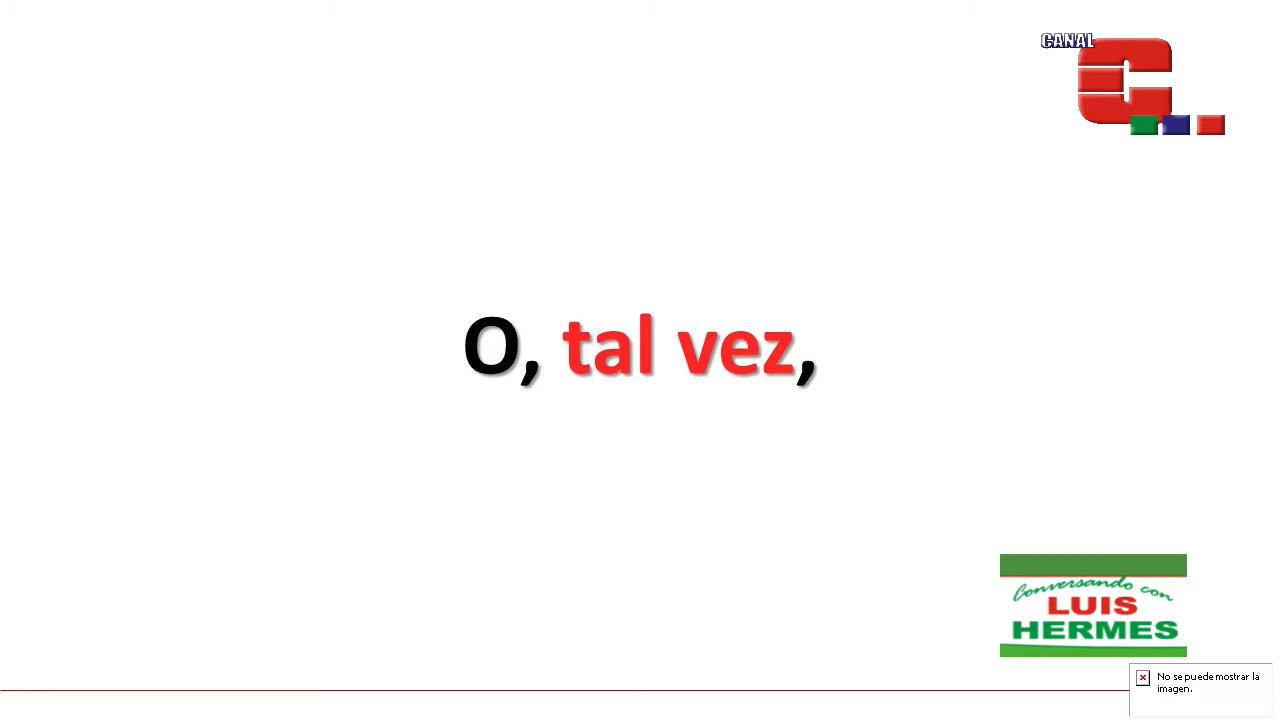 CANAL
C
O, tal vez,
Conversando con
LUIS
HERMES
No se puede mostrar la
imagen.